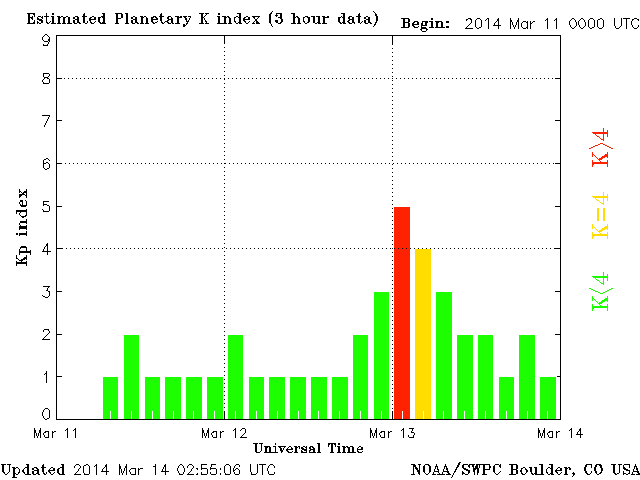 Estimated Planetary K index (3 hour data)
Begin: 2014 Mar 11 0000 UTC
9
8
7
6
5
4
3
2
1
0
Kp index
K>4
K=4
K<4
Mar 11
Mar 12
Mar 13
Mar 14
Universal Time
Updated 2014 Mar 14 02:55:06 UTC
NOAA/SWPC Boulder, CO USA